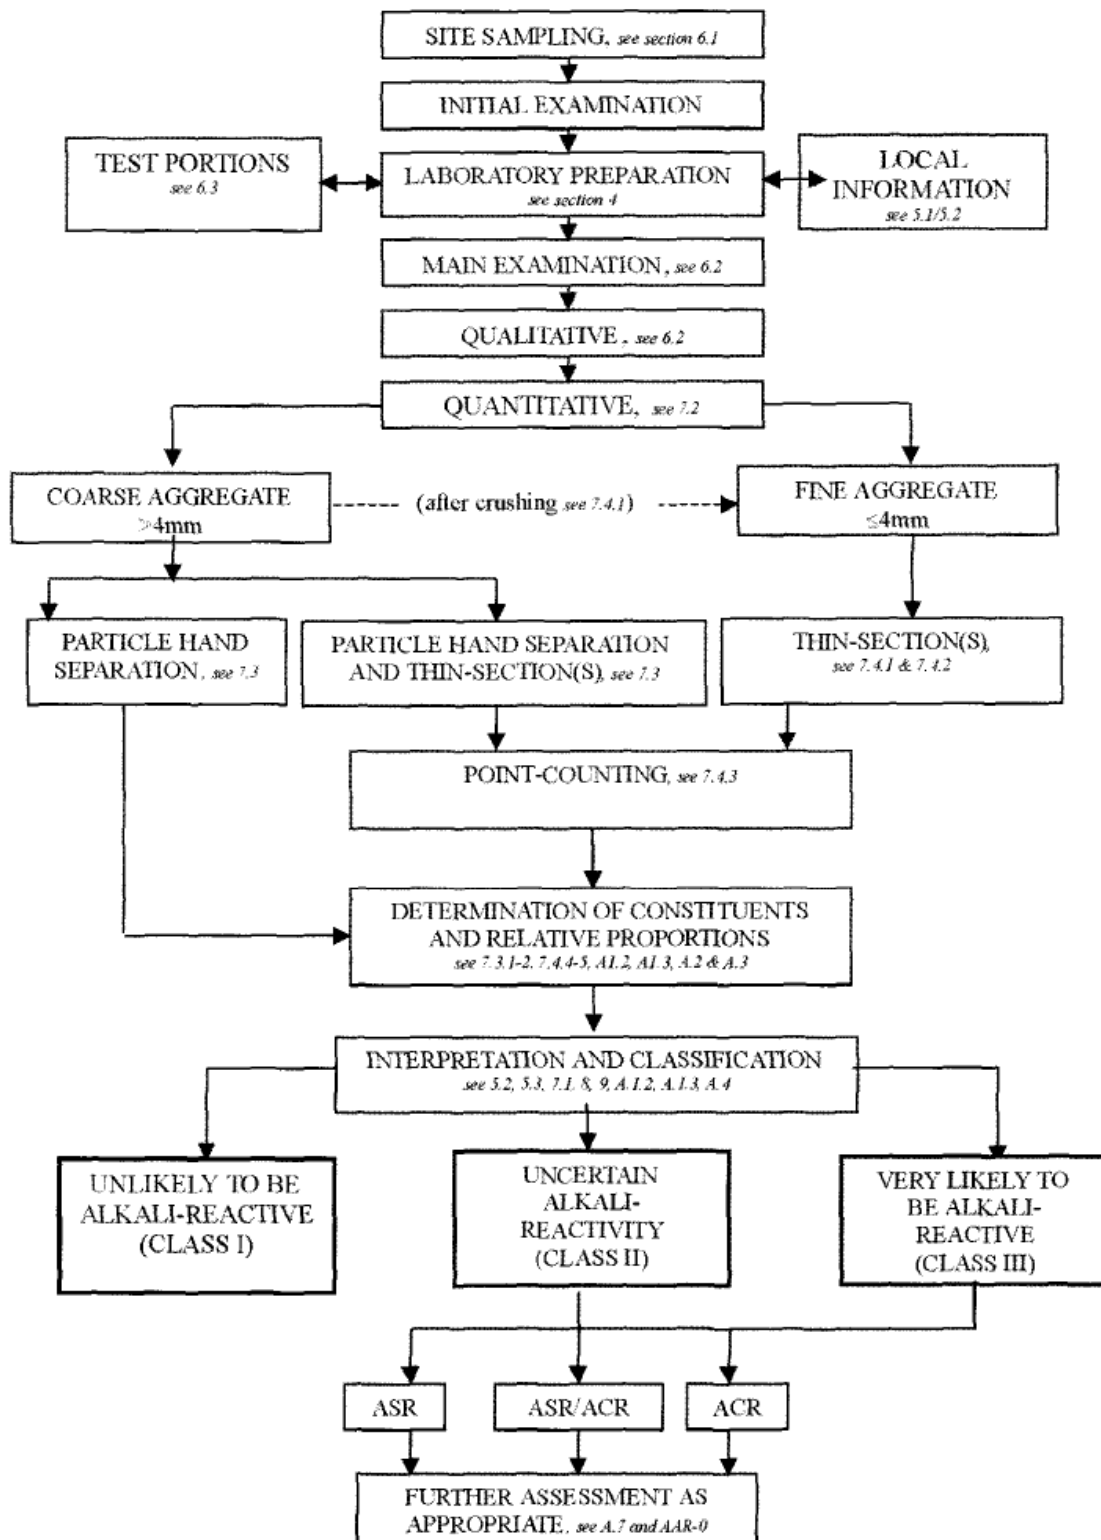 SITE SAMPLING, see section 6.1
INITIAL EXAMINATION
TEST PORTIONS
see 6.3
LABORATORY PREPARATION
see section 4
LOCAL
INFORMATION
see 5.1/5.2
MAIN EXAMINATION, see 6.2
QUALITATIVE, see 6.2
QUANTITATIVE, see 7.2
COARSE AGGREGATE
>4mm
(after crushing see 7.4.1)
FINE AGGREGATE
≤4mm
PARTICLE HAND
SEPARATION, see 7.3
PARTICLE HAND SEPARATION
AND THIN-SECTION(S), see 7.3
THIN-SECTION(S),
see 7.4.1 & 7.4.2
POINT-COUNTING, see 7.4.3
DETERMINATION OF CONSTITUENTS
AND RELATIVE PROPORTIONS
see 7.3.1-2, 7.4.4-5, A1.2, A1.3, A.2 & A.3
INTERPRETATION AND CLASSIFICATION
see 5.2, 5.3, 7.1, 8, 9, A.1.2, A.1.3, A.4
UNLIKELY TO BE
ALKALI-REACTIVE
(CLASS I)
UNCERTAIN
ALKALI-
REACTIVITY
(CLASS II)
VERY LIKELY TO
BE ALKALI-
REACTIVE
(CLASS III)
ASR
ASR/ACR
ACR
FURTHER ASSESSMENT AS
APPROPRIATE, see A.7 and AAR-0